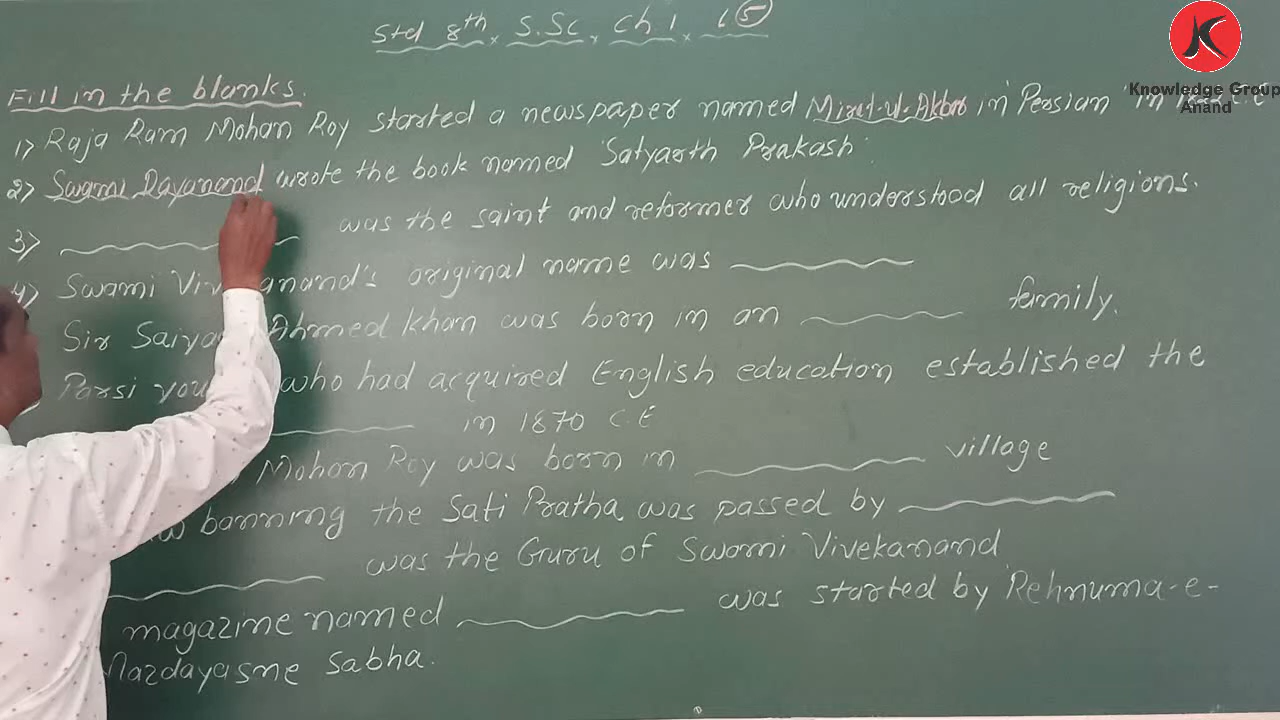 Std 8th x S.Sc x Ch 1 x L 5
Knowledge Group
Anand
Fill in the blanks.
1) Raja Ram Mohan Roy started a newspaper named Mirat-ul-Akbar in 'Persian' in
2) Swami Dayanand wrote the book named 'Satyarth Prakash'.
3) was the saint and reformer who understood all religions.
4) Swami 's original name was
Sir Ahmed Khan was born in an family.
Parsi who had acquired English education established the
in 1870 C.E
Mohan Roy was born in village
banning the Sati Pratha was passed by
was the Guru of Swami Vivekanand
magazine named was started by Rehnuma-e-
Mazdayasne Sabha.